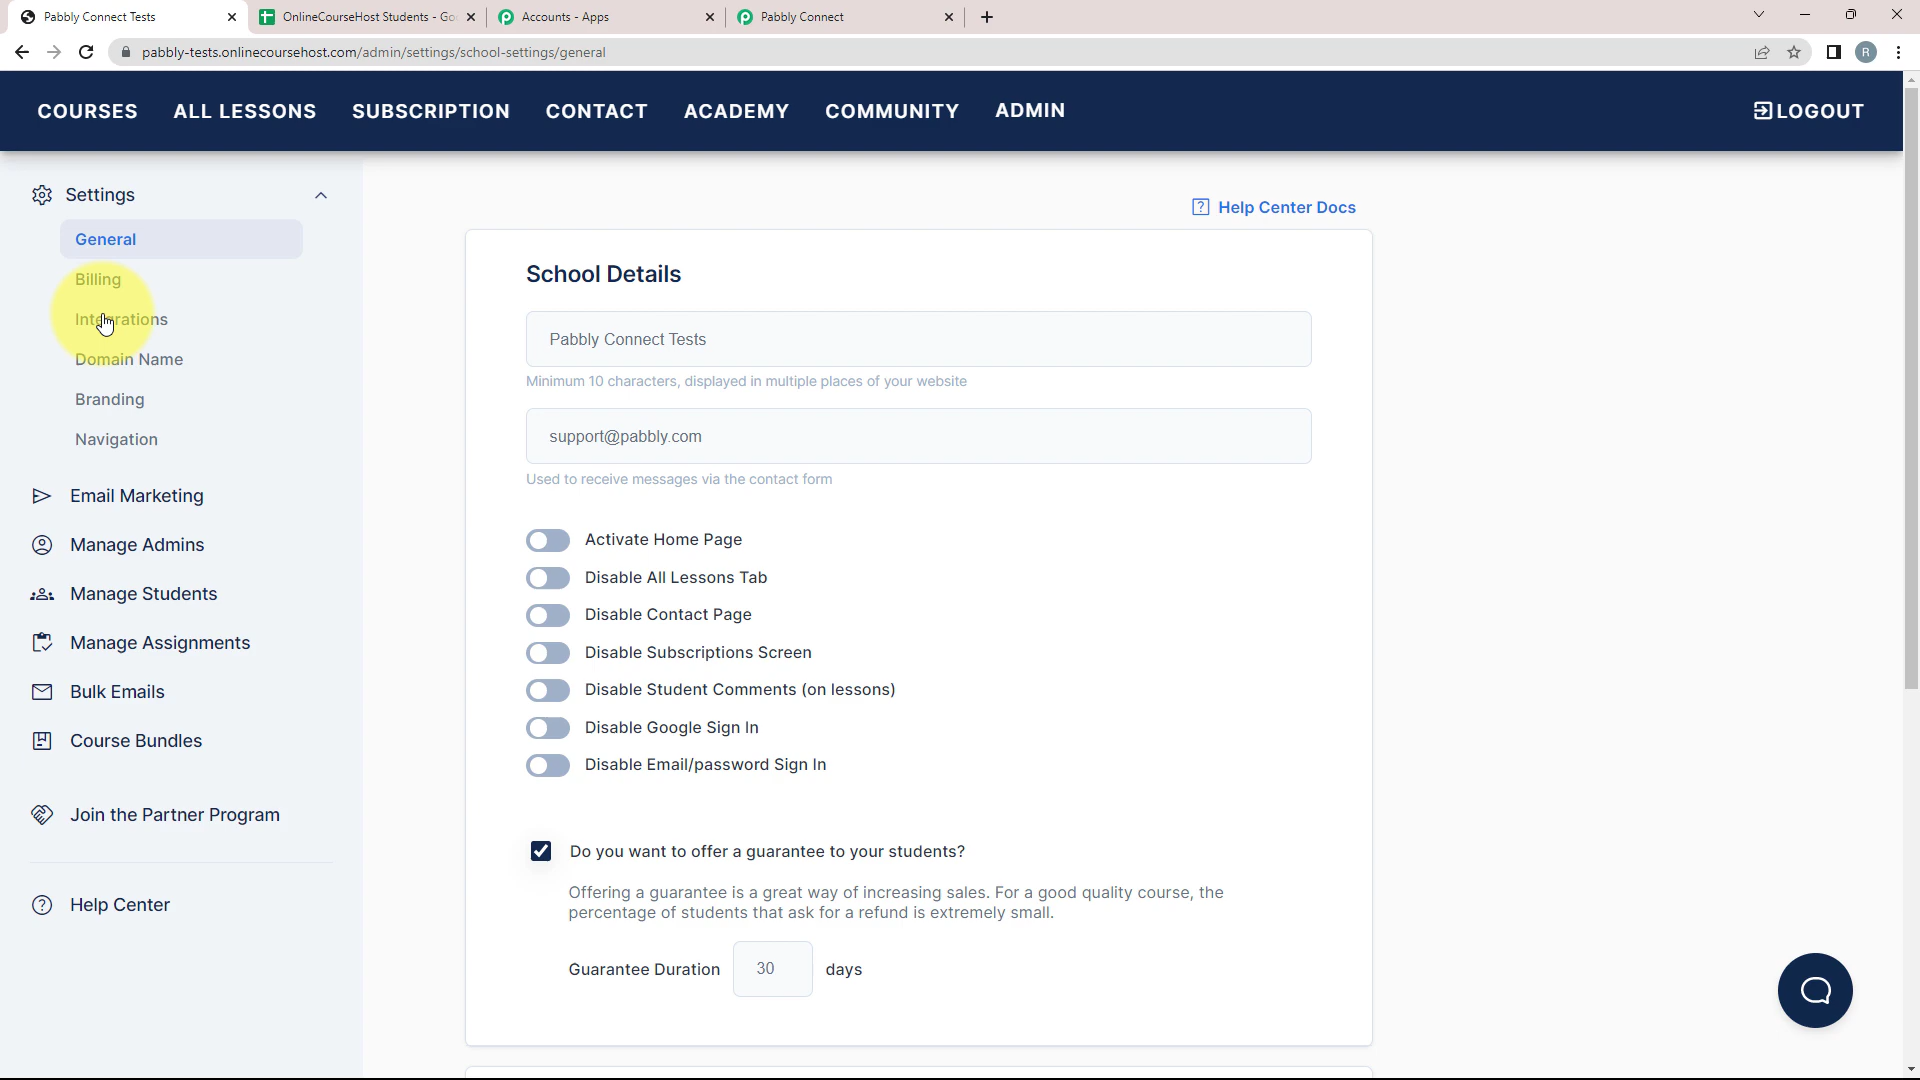 Pabbly Connect Tests
OnlineCourseHost Students - Go
Accounts - Apps
Pabbly Connect
pabbly-tests.onlinecoursehost.com/admin/settings/school-settings/general
R
COURSES
ALL LESSONS
SUBSCRIPTION
CONTACT
ACADEMY
COMMUNITY
ADMIN
LOGOUT
Settings
General
Billing
Integrations
Domain Name
Branding
Navigation
Email Marketing
Manage Admins
Manage Students
Manage Assignments
Bulk Emails
Course Bundles
Join the Partner Program
Help Center
Help Center Docs
School Details
Pabbly Connect Tests
Minimum 10 characters, displayed in multiple places of your website
support@pabbly.com
Used to receive messages via the contact form
Activate Home Page
Disable All Lessons Tab
Disable Contact Page
Disable Subscriptions Screen
Disable Student Comments (on lessons)
Disable Google Sign In
Disable Email/password Sign In
Do you want to offer a guarantee to your students?
Offering a guarantee is a great way of increasing sales. For a good quality course, the
percentage of students that ask for a refund is extremely small.
Guarantee Duration 30 days